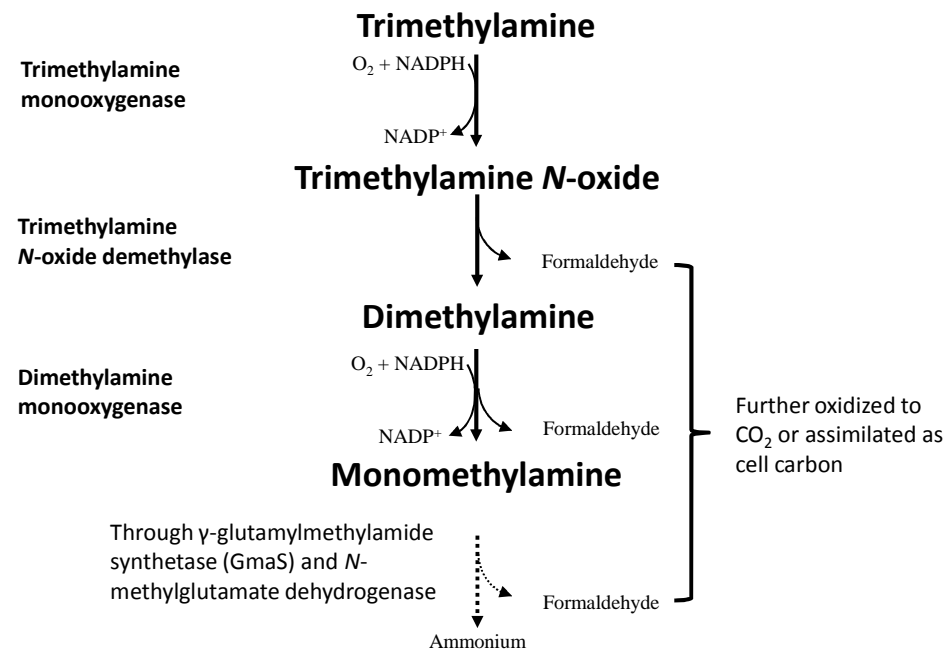 Trimethylamine
O₂ + NADPH
Trimethylamine
monooxygenase
NADP⁺
Trimethylamine N-oxide
Trimethylamine
N-oxide demethylase
Formaldehyde
Dimethylamine
O₂ + NADPH
Dimethylamine
monooxygenase
NADP⁺
Formaldehyde
Monomethylamine
Further oxidized to
CO₂ or assimilated as
cell carbon
Through γ-glutamylmethylamide
synthetase (GmaS) and N-
methylglutamate dehydrogenase
Formaldehyde
Ammonium